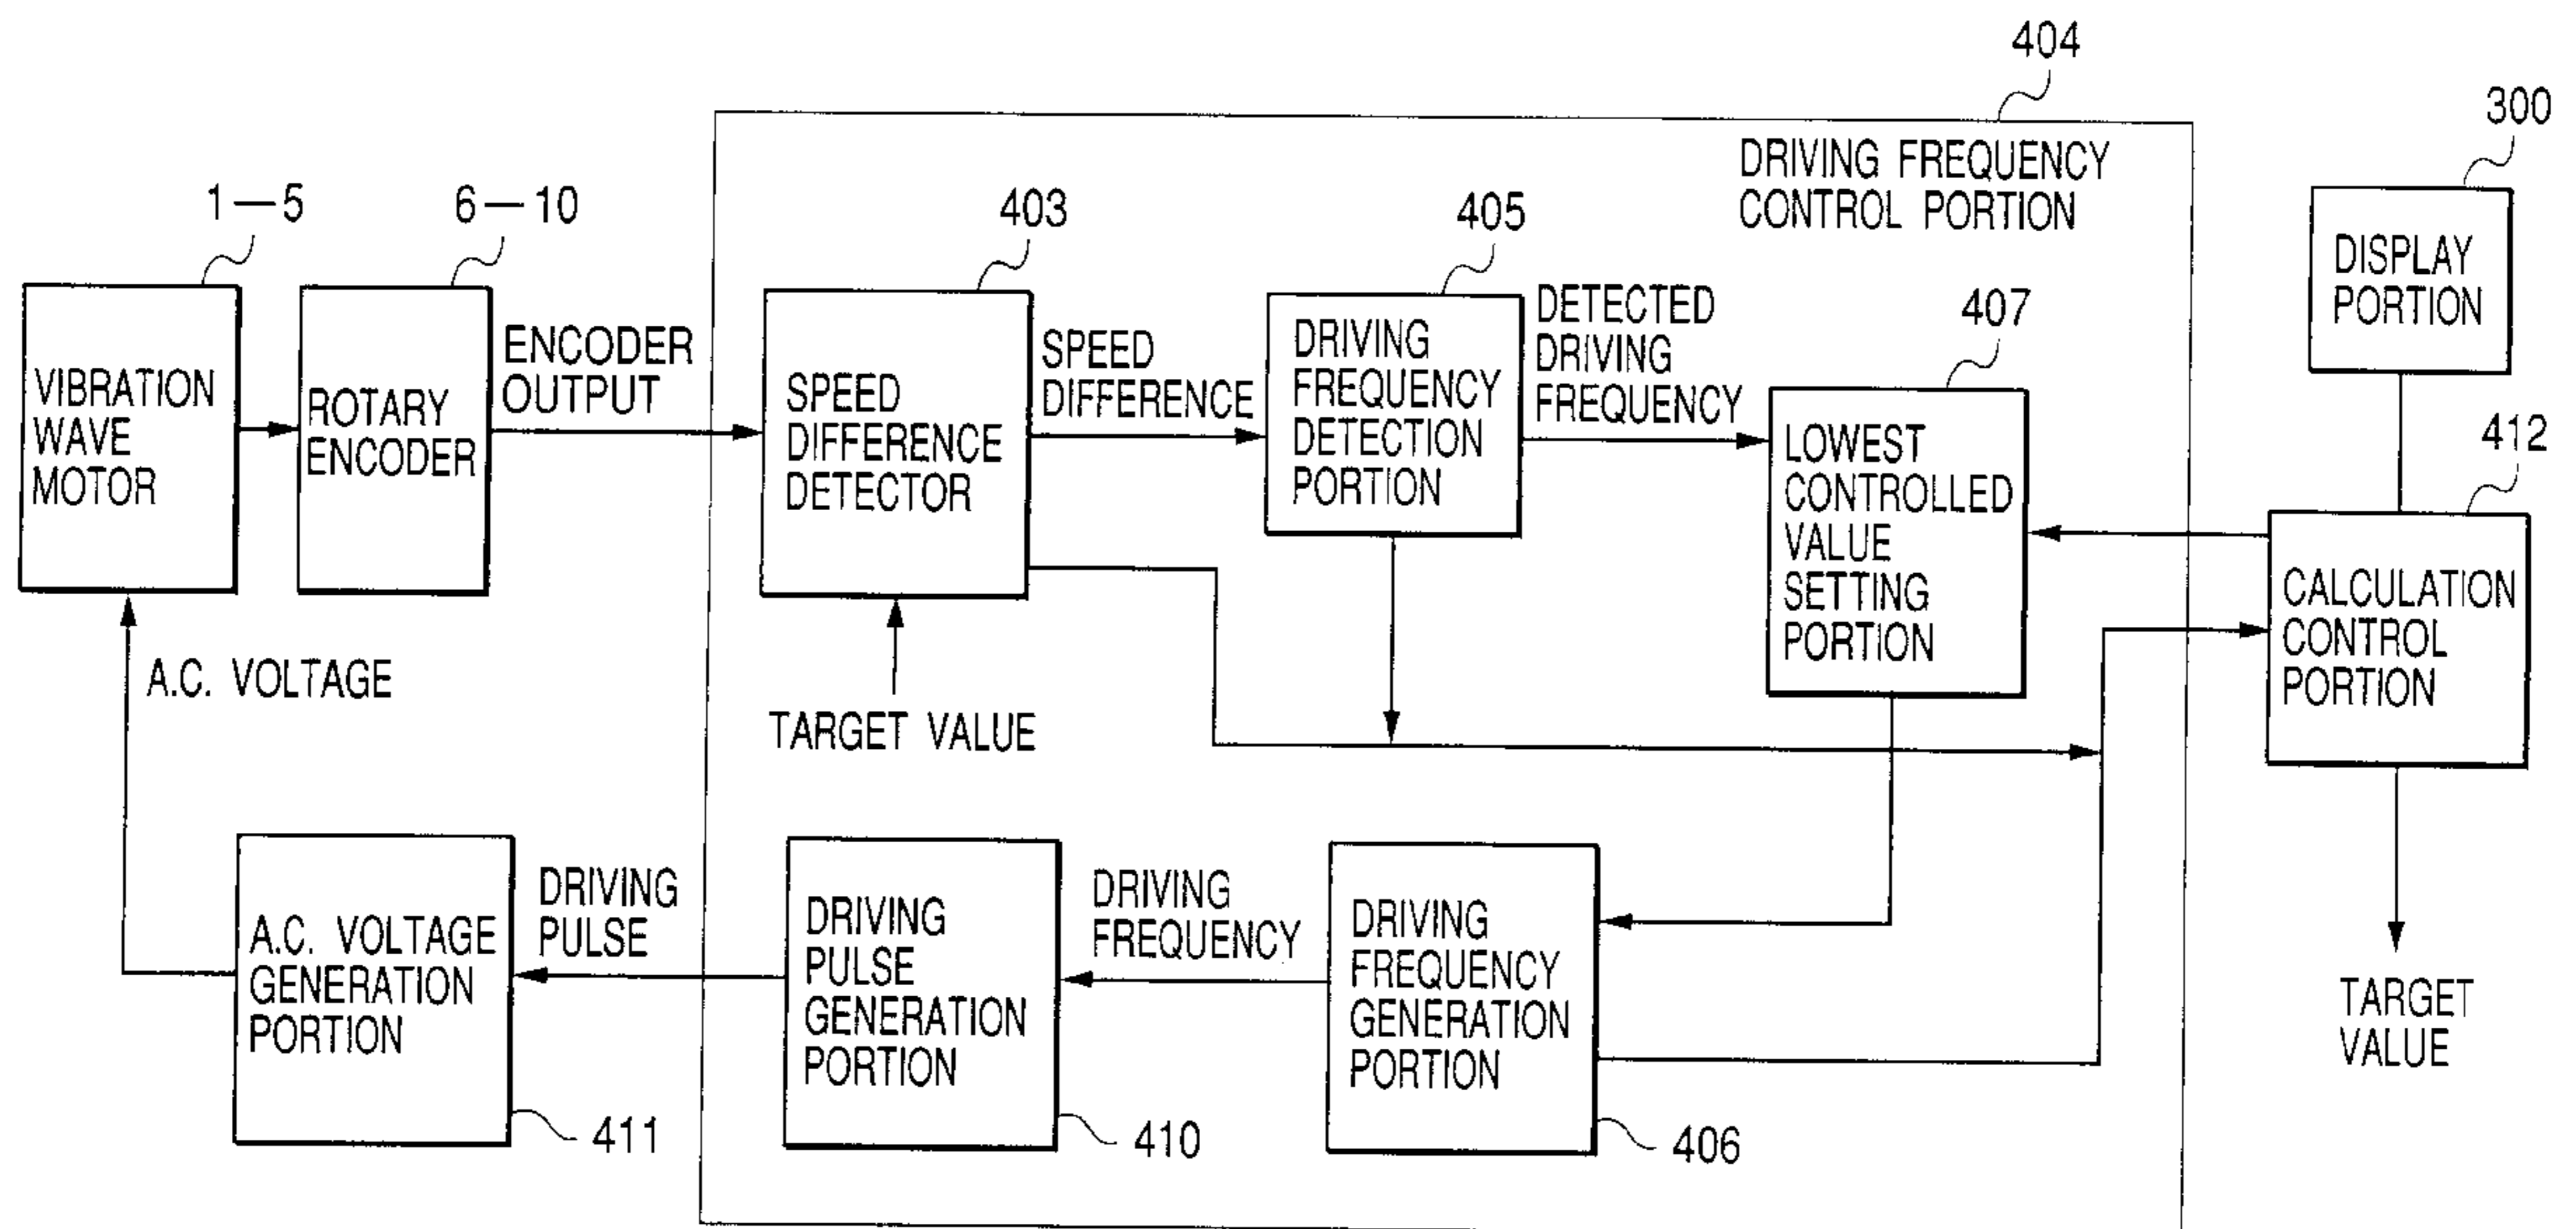 404
300
DRIVING FREQUENCY
CONTROL PORTION
1—5
6—10
403
405
407
412
DISPLAY
PORTION
VIBRATION
WAVE
MOTOR
ROTARY
ENCODER
ENCODER
OUTPUT
SPEED
DIFFERENCE
DETECTOR
SPEED
DIFFERENCE
DRIVING
FREQUENCY
DETECTION
PORTION
DETECTED
DRIVING
FREQUENCY
LOWEST
CONTROLLED
VALUE
SETTING
PORTION
CALCULATION
CONTROL
PORTION
A.C. VOLTAGE
TARGET VALUE
A.C. VOLTAGE
GENERATION
PORTION
DRIVING
PULSE
DRIVING
PULSE
GENERATION
PORTION
DRIVING
FREQUENCY
DRIVING
FREQUENCY
GENERATION
PORTION
TARGET
VALUE
411
410
406